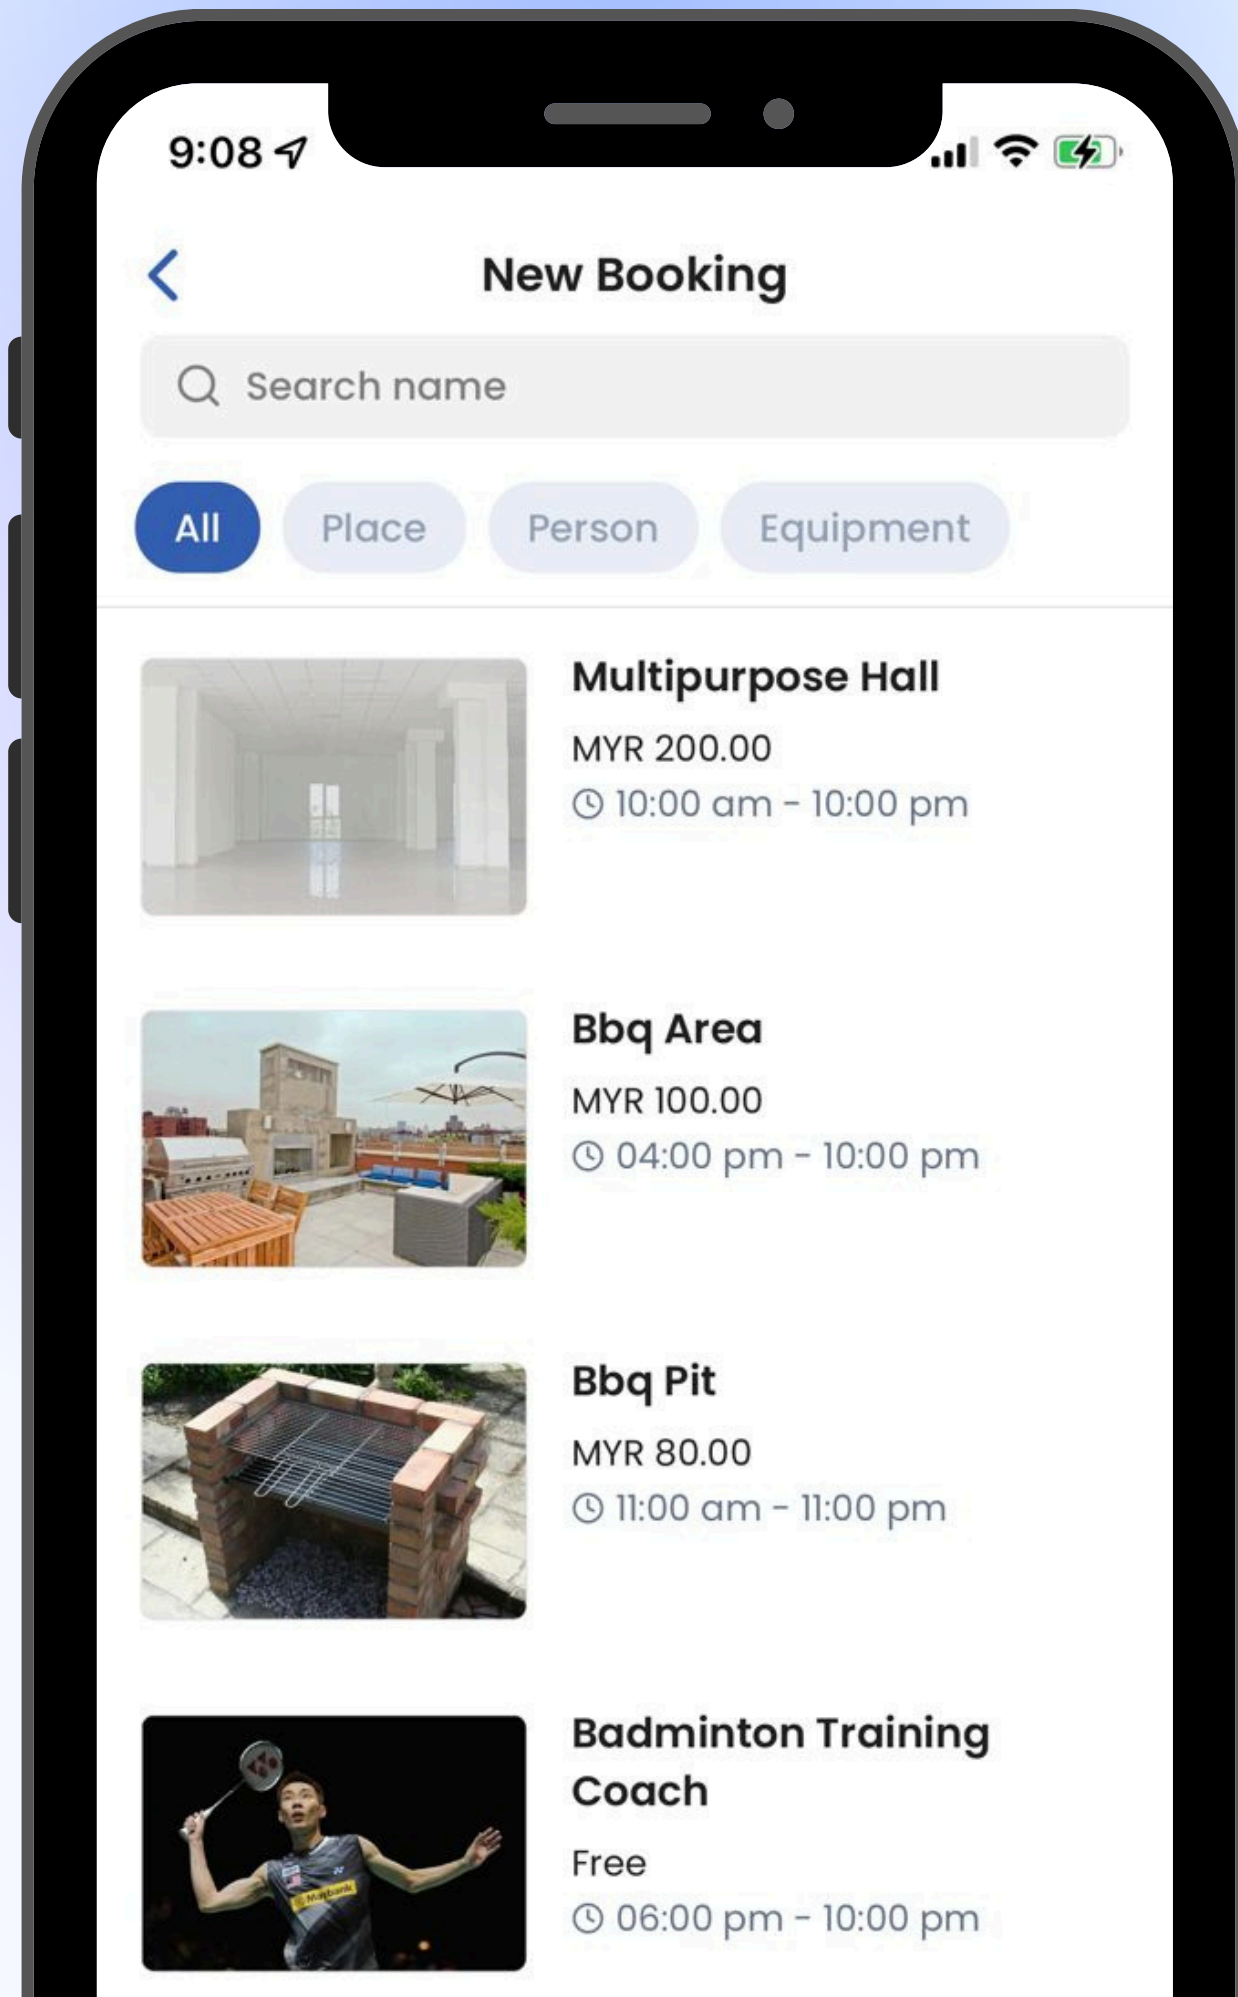 9:08
New Booking
Search name
All Place Person Equipment
Multipurpose Hall
MYR 200.00
10:00 am - 10:00 pm
Bbq Area
MYR 100.00
04:00 pm - 10:00 pm
Bbq Pit
MYR 80.00
11:00 am - 11:00 pm
Badminton Training
Coach
Free
06:00 pm - 10:00 pm
Maybank